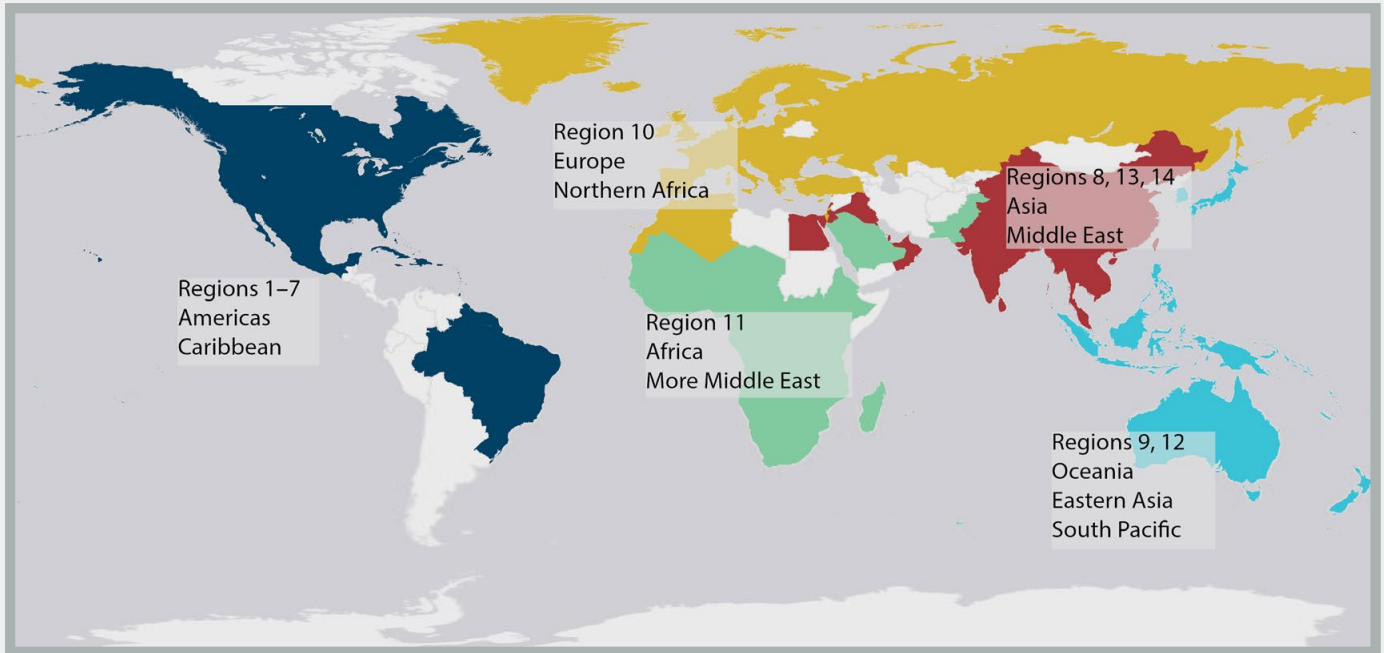 Region 10
Europe
Northern Africa
Regions 8, 13, 14
Asia
Middle East
Regions 1–7
Americas
Caribbean
Region 11
Africa
More Middle East
Regions 9, 12
Oceania
Eastern Asia
South Pacific